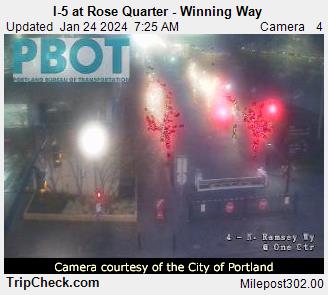 I-5 at Rose Quarter - Winning Way
Updated Jan 24 2024 7:25 AM Camera 4
PBOT
PORTLAND BUREAU OF TRANSPORTATION
4 - N. Ramsey Wy
@ One Ctr
Camera courtesy of the City of Portland
TripCheck.com Milepost302.00